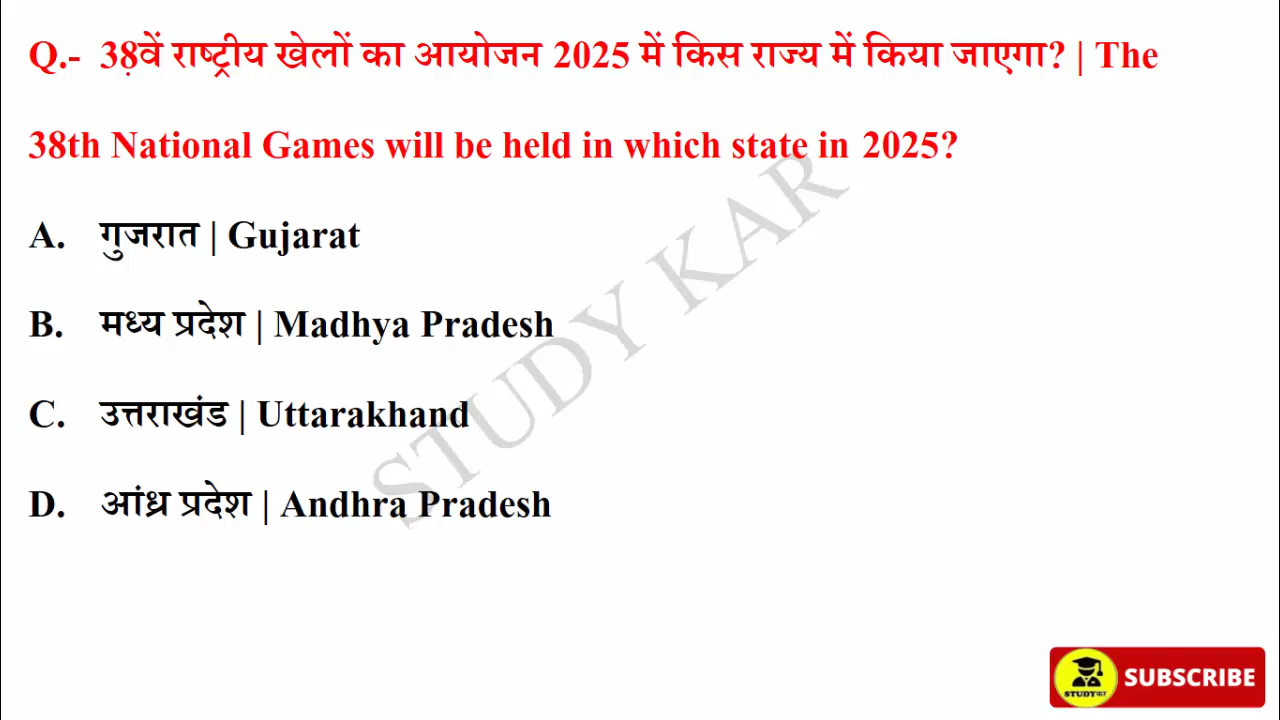 Q.- 38वें राष्ट्रीय खेलों का आयोजन 2025 में किस राज्य में किया जाएगा? | The
38th National Games will be held in which state in 2025?
A. गुजरात | Gujarat
B. मध्य प्रदेश | Madhya Pradesh
C. उत्तराखंड | Uttarakhand
D. आंध्र प्रदेश | Andhra Pradesh
STUDY KAR
STUDYकर
SUBSCRIBE